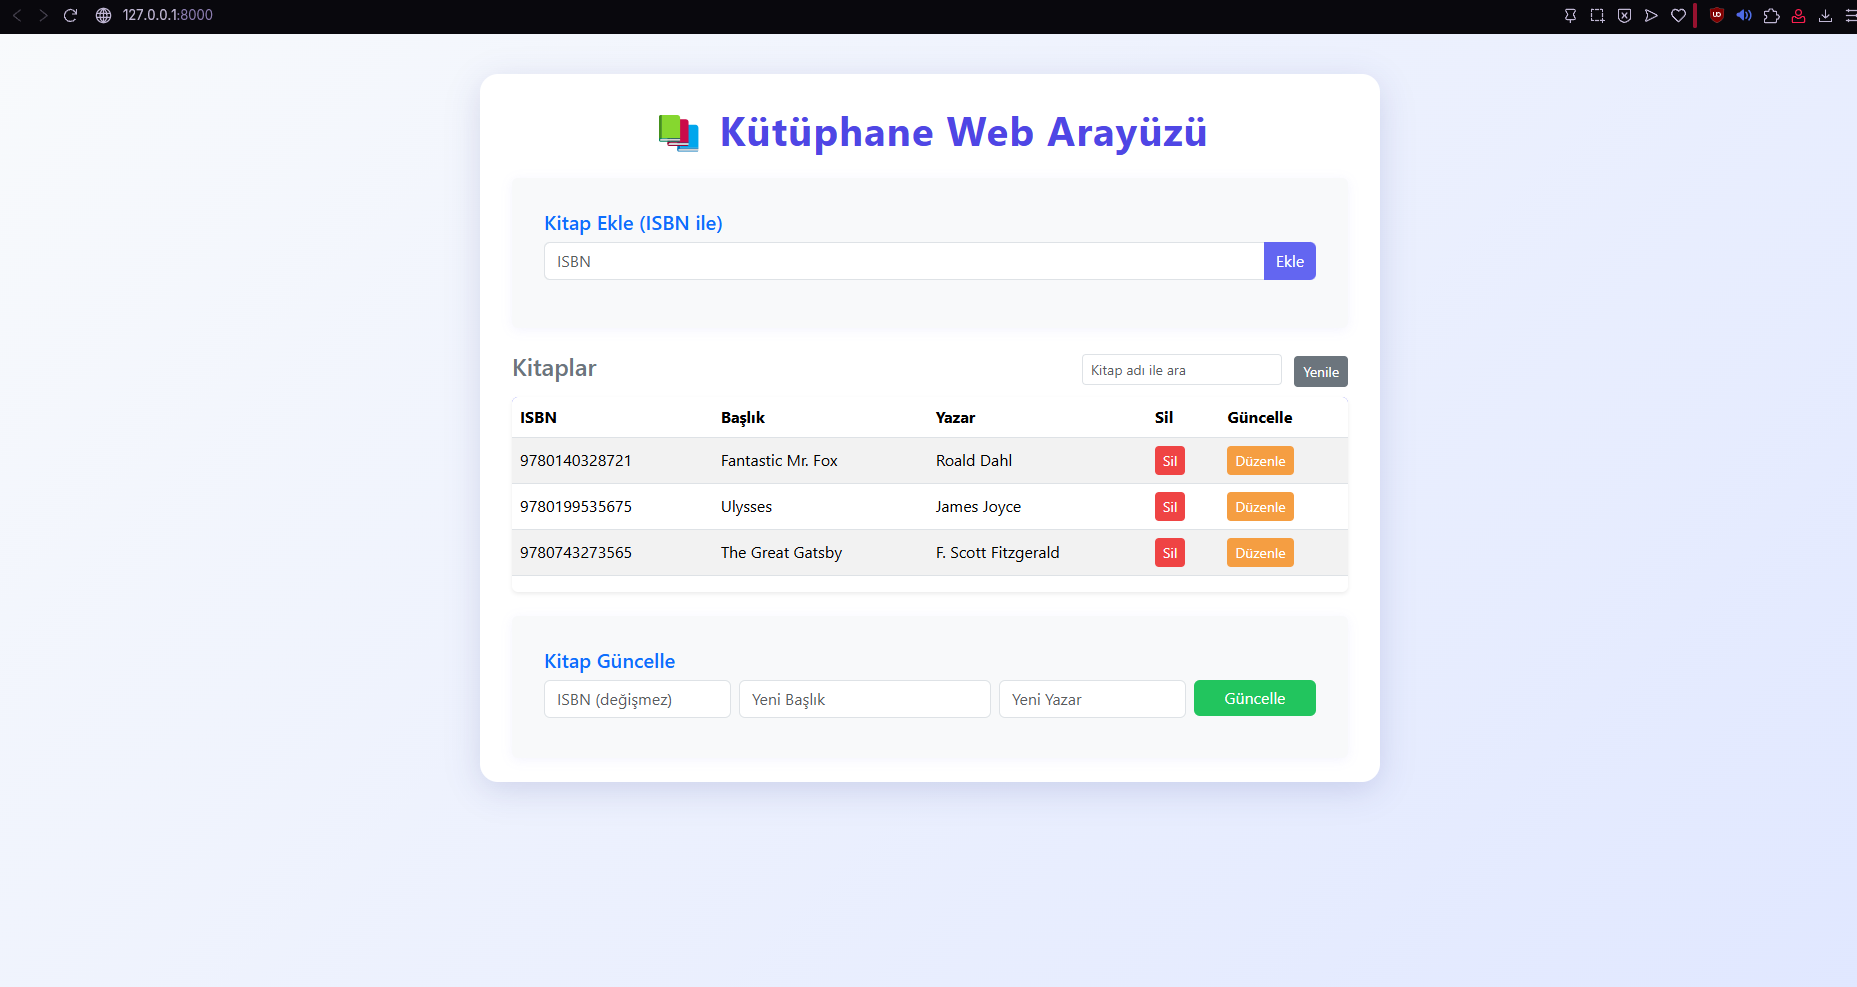 127.0.0.1:8000
Kütüphane Web Arayüzü
Kitap Ekle (ISBN ile)
ISBN Ekle
Kitaplar Kitap adı ile ara Yenile
ISBN Başlık Yazar Sil Güncelle
9780140328721 Fantastic Mr. Fox Roald Dahl Sil Düzenle
9780199535675 Ulysses James Joyce Sil Düzenle
9780743273565 The Great Gatsby F. Scott Fitzgerald Sil Düzenle
Kitap Güncelle
ISBN (değişmez) Yeni Başlık Yeni Yazar Güncelle